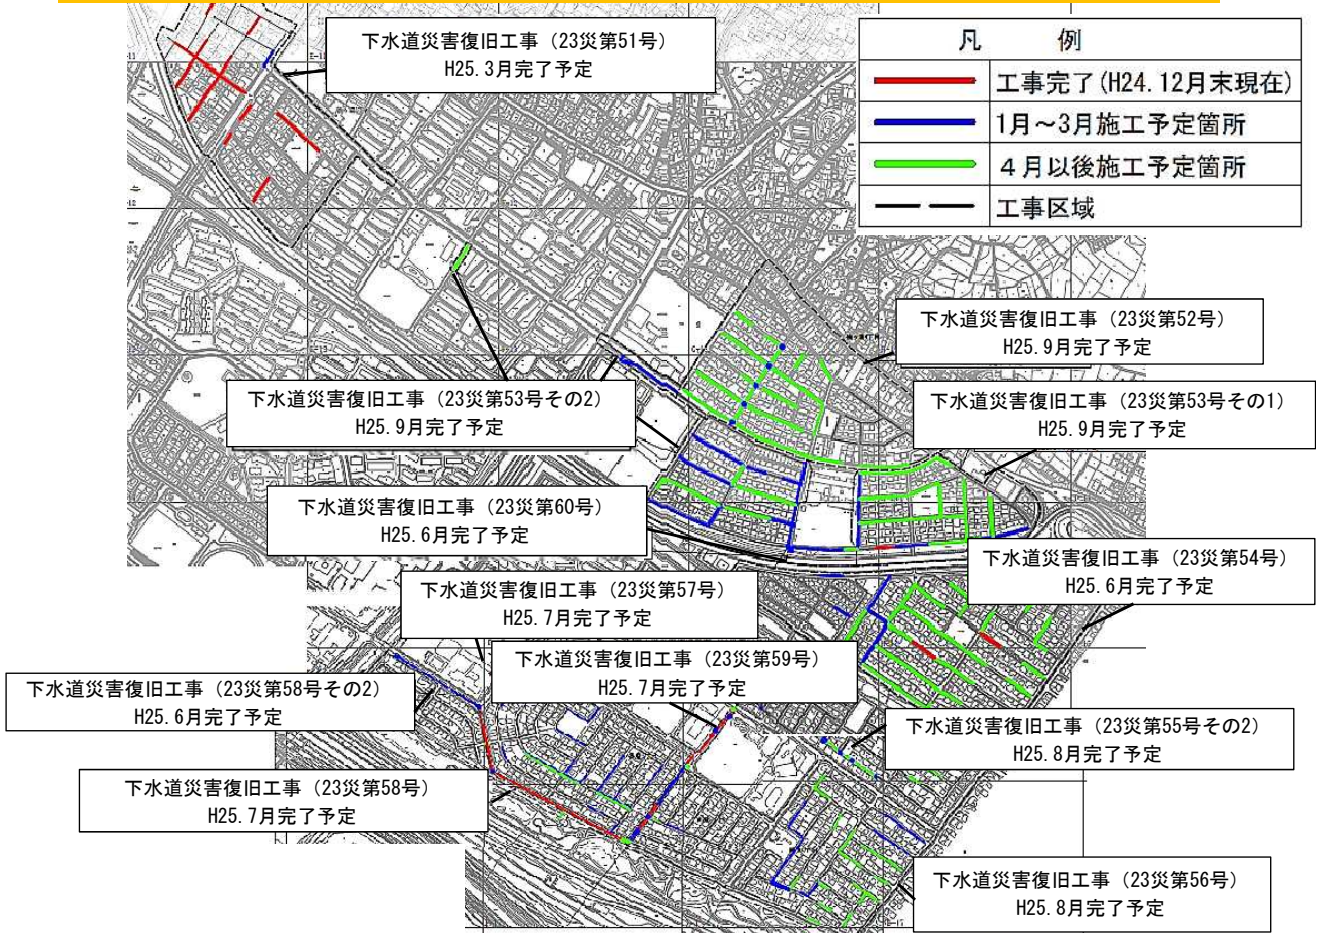 下水道災害復旧工事（23災第51号）
H25.3月完了予定
凡　例
工事完了(H24.12月末現在)
1月～3月施工予定箇所
４月以後施工予定箇所
工事区域
下水道災害復旧工事（23災第52号）
H25.9月完了予定
下水道災害復旧工事（23災第53号その2）
H25.9月完了予定
下水道災害復旧工事（23災第53号その1）
H25.9月完了予定
下水道災害復旧工事（23災第60号）
H25.6月完了予定
下水道災害復旧工事（23災第54号）
H25.6月完了予定
下水道災害復旧工事（23災第57号）
H25.7月完了予定
下水道災害復旧工事（23災第59号）
H25.7月完了予定
下水道災害復旧工事（23災第58号その2）
H25.6月完了予定
下水道災害復旧工事（23災第55号その2）
H25.8月完了予定
下水道災害復旧工事（23災第58号）
H25.7月完了予定
下水道災害復旧工事（23災第56号）
H25.8月完了予定